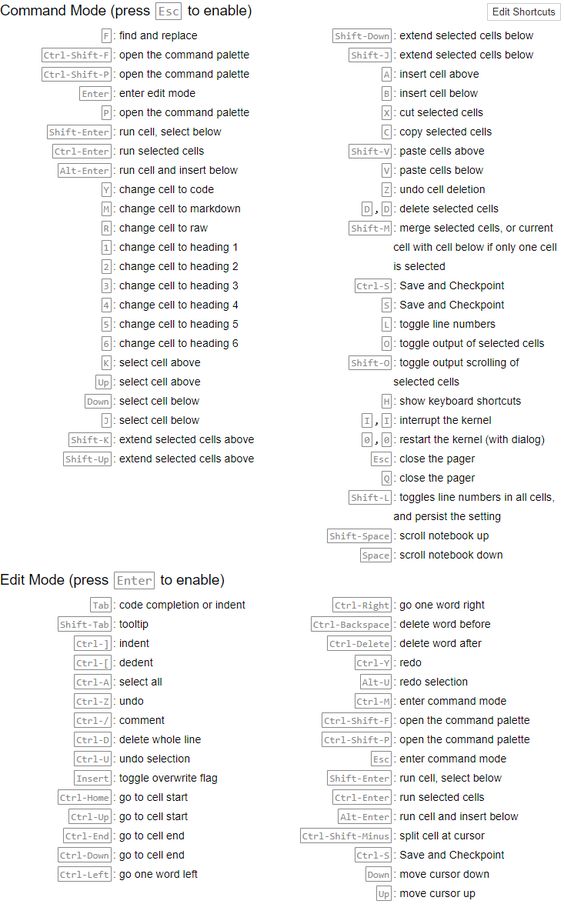 Command Mode (press Esc to enable)
Edit Shortcuts
F : find and replace
Ctrl-Shift-F : open the command palette
Ctrl-Shift-P : open the command palette
Enter : enter edit mode
P : open the command palette
Shift-Enter : run cell, select below
Ctrl-Enter : run selected cells
Alt-Enter : run cell and insert below
Y : change cell to code
M : change cell to markdown
R : change cell to raw
1 : change cell to heading 1
2 : change cell to heading 2
3 : change cell to heading 3
4 : change cell to heading 4
5 : change cell to heading 5
6 : change cell to heading 6
K : select cell above
Up : select cell above
Down : select cell below
J : select cell below
Shift-K : extend selected cells above
Shift-Up : extend selected cells above
Shift-Down : extend selected cells below
Shift-J : extend selected cells below
A : insert cell above
B : insert cell below
X : cut selected cells
C : copy selected cells
Shift-V : paste cells above
V : paste cells below
Z : undo cell deletion
D , D : delete selected cells
Shift-M : merge selected cells, or current
cell with cell below if only one cell
is selected
Ctrl-S : Save and Checkpoint
S : Save and Checkpoint
L : toggle line numbers
O : toggle output of selected cells
Shift-O : toggle output scrolling of
selected cells
H : show keyboard shortcuts
I , I : interrupt the kernel
0 , 0 : restart the kernel (with dialog)
Esc : close the pager
Q : close the pager
Shift-L : toggles line numbers in all cells,
and persist the setting
Shift-Space : scroll notebook up
Space : scroll notebook down
Edit Mode (press Enter to enable)
Tab : code completion or indent
Shift-Tab : tooltip
Ctrl-] : indent
Ctrl-[ : dedent
Ctrl-A : select all
Ctrl-Z : undo
Ctrl-/ : comment
Ctrl-D : delete whole line
Ctrl-U : undo selection
Insert : toggle overwrite flag
Ctrl-Home : go to cell start
Ctrl-Up : go to cell start
Ctrl-End : go to cell end
Ctrl-Down : go to cell end
Ctrl-Left : go one word left
Ctrl-Right : go one word right
Ctrl-Backspace : delete word before
Ctrl-Delete : delete word after
Ctrl-Y : redo
Alt-U : redo selection
Ctrl-M : enter command mode
Ctrl-Shift-F : open the command palette
Ctrl-Shift-P : open the command palette
Esc : enter command mode
Shift-Enter : run cell, select below
Ctrl-Enter : run selected cells
Alt-Enter : run cell and insert below
Ctrl-Shift-Minus : split cell at cursor
Ctrl-S : Save and Checkpoint
Down : move cursor down
Up : move cursor up